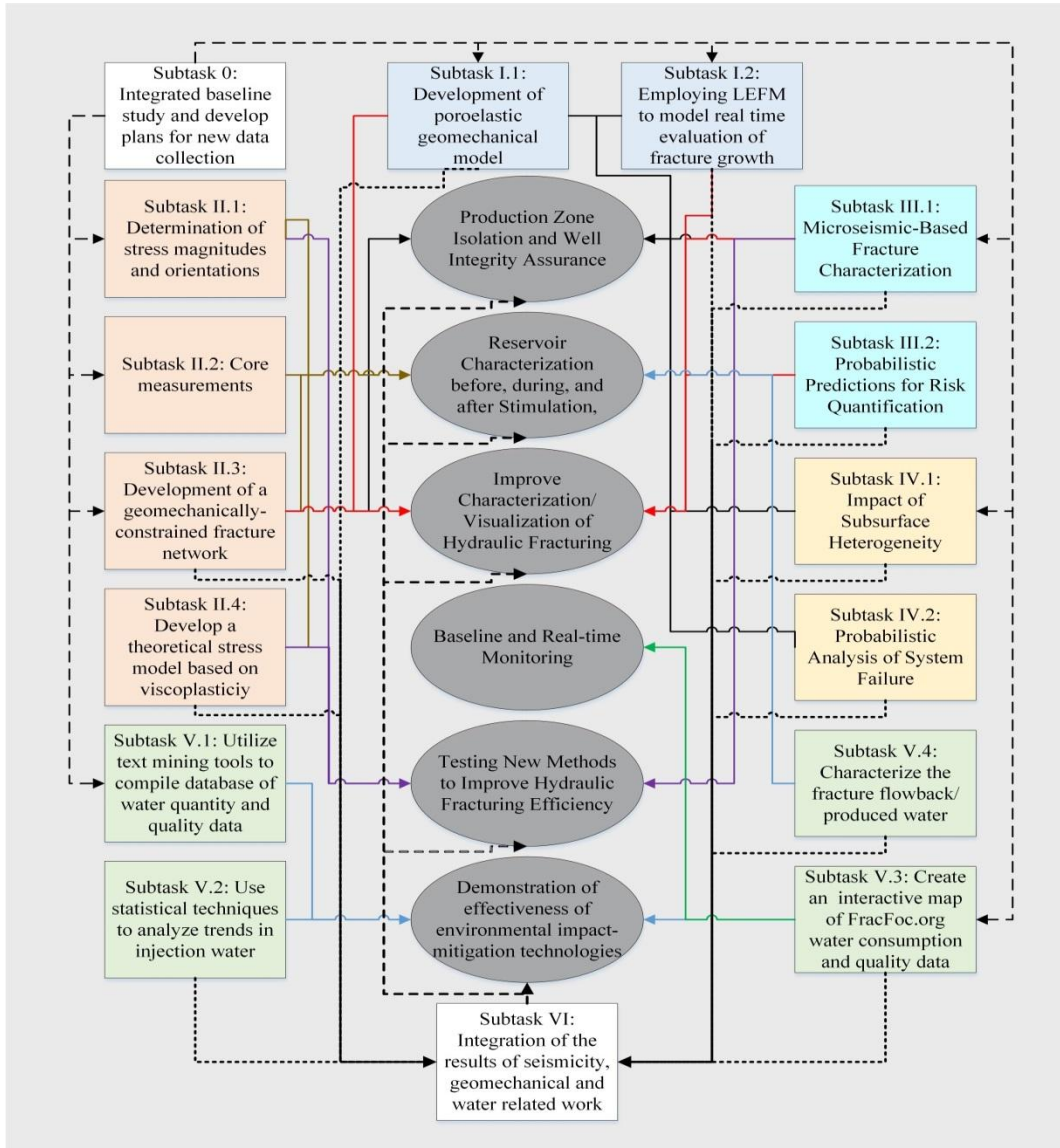 Subtask 0:
Integrated baseline
study and develop
plans for new data
collection
Subtask I.1:
Development of
poroelastic
geomechanical
model
Subtask I.2:
Employing LEFM
to model real time
evaluation of
fracture growth
Subtask II.1:
Determination of
stress magnitudes
and orientations
Production Zone
Isolation and Well
Integrity Assurance
Subtask III.1:
Microseismic-Based
Fracture
Characterization
Subtask II.2: Core
measurements
Reservoir
Characterization
before, during, and
after Stimulation,
Subtask III.2:
Probabilistic
Predictions for Risk
Quantification
Subtask II.3:
Development of a
geomechanically-
constrained fracture
network
Improve
Characterization/
Visualization of
Hydraulic Fracturing
Subtask IV.1:
Impact of
Subsurface
Heterogeneity
Subtask II.4:
Develop a
theoretical stress
model based on
viscoplasticiy
Baseline and Real-time
Monitoring
Subtask IV.2:
Probabilistic
Analysis of System
Failure
Subtask V.1: Utilize
text mining tools to
compile database of
water quantity and
quality data
Testing New Methods
to Improve Hydraulic
Fracturing Efficiency
Subtask V.4:
Characterize the
fracture flowback/
produced water
Subtask V.2: Use
statistical techniques
to analyze trends in
injection water
Demonstration of
effectiveness of
environmental impact-
mitigation technologies
Subtask V.3: Create
an interactive map
of FracFoc.org
water consumption
and quality data
Subtask VI:
Integration of the
results of seismicity,
geomechanical and
water related work